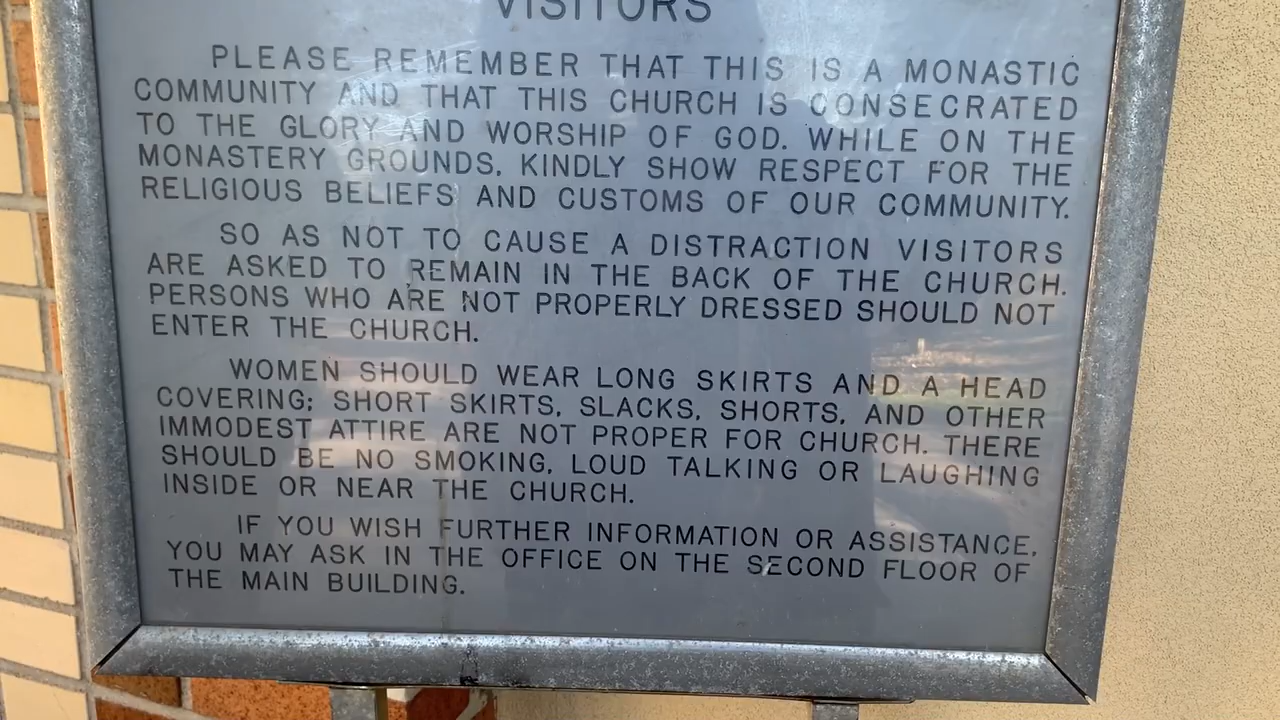 VISITORS
PLEASE REMEMBER THAT THIS IS A MONASTIC
COMMUNITY AND THAT THIS CHURCH IS CONSECRATED
TO THE GLORY AND WORSHIP OF GOD. WHILE ON THE
MONASTERY GROUNDS, KINDLY SHOW RESPECT FOR THE
RELIGIOUS BELIEFS AND CUSTOMS OF OUR COMMUNITY.
SO AS NOT TO CAUSE A DISTRACTION VISITORS
ARE ASKED TO REMAIN IN THE BACK OF THE CHURCH.
PERSONS WHO ARE NOT PROPERLY DRESSED SHOULD NOT
ENTER THE CHURCH.
WOMEN SHOULD WEAR LONG SKIRTS AND A HEAD
COVERING; SHORT SKIRTS, SLACKS, SHORTS, AND OTHER
IMMODEST ATTIRE ARE NOT PROPER FOR CHURCH. THERE
SHOULD BE NO SMOKING, LOUD TALKING OR LAUGHING
INSIDE OR NEAR THE CHURCH.
IF YOU WISH FURTHER INFORMATION OR ASSISTANCE,
YOU MAY ASK IN THE OFFICE ON THE SECOND FLOOR OF
THE MAIN BUILDING.